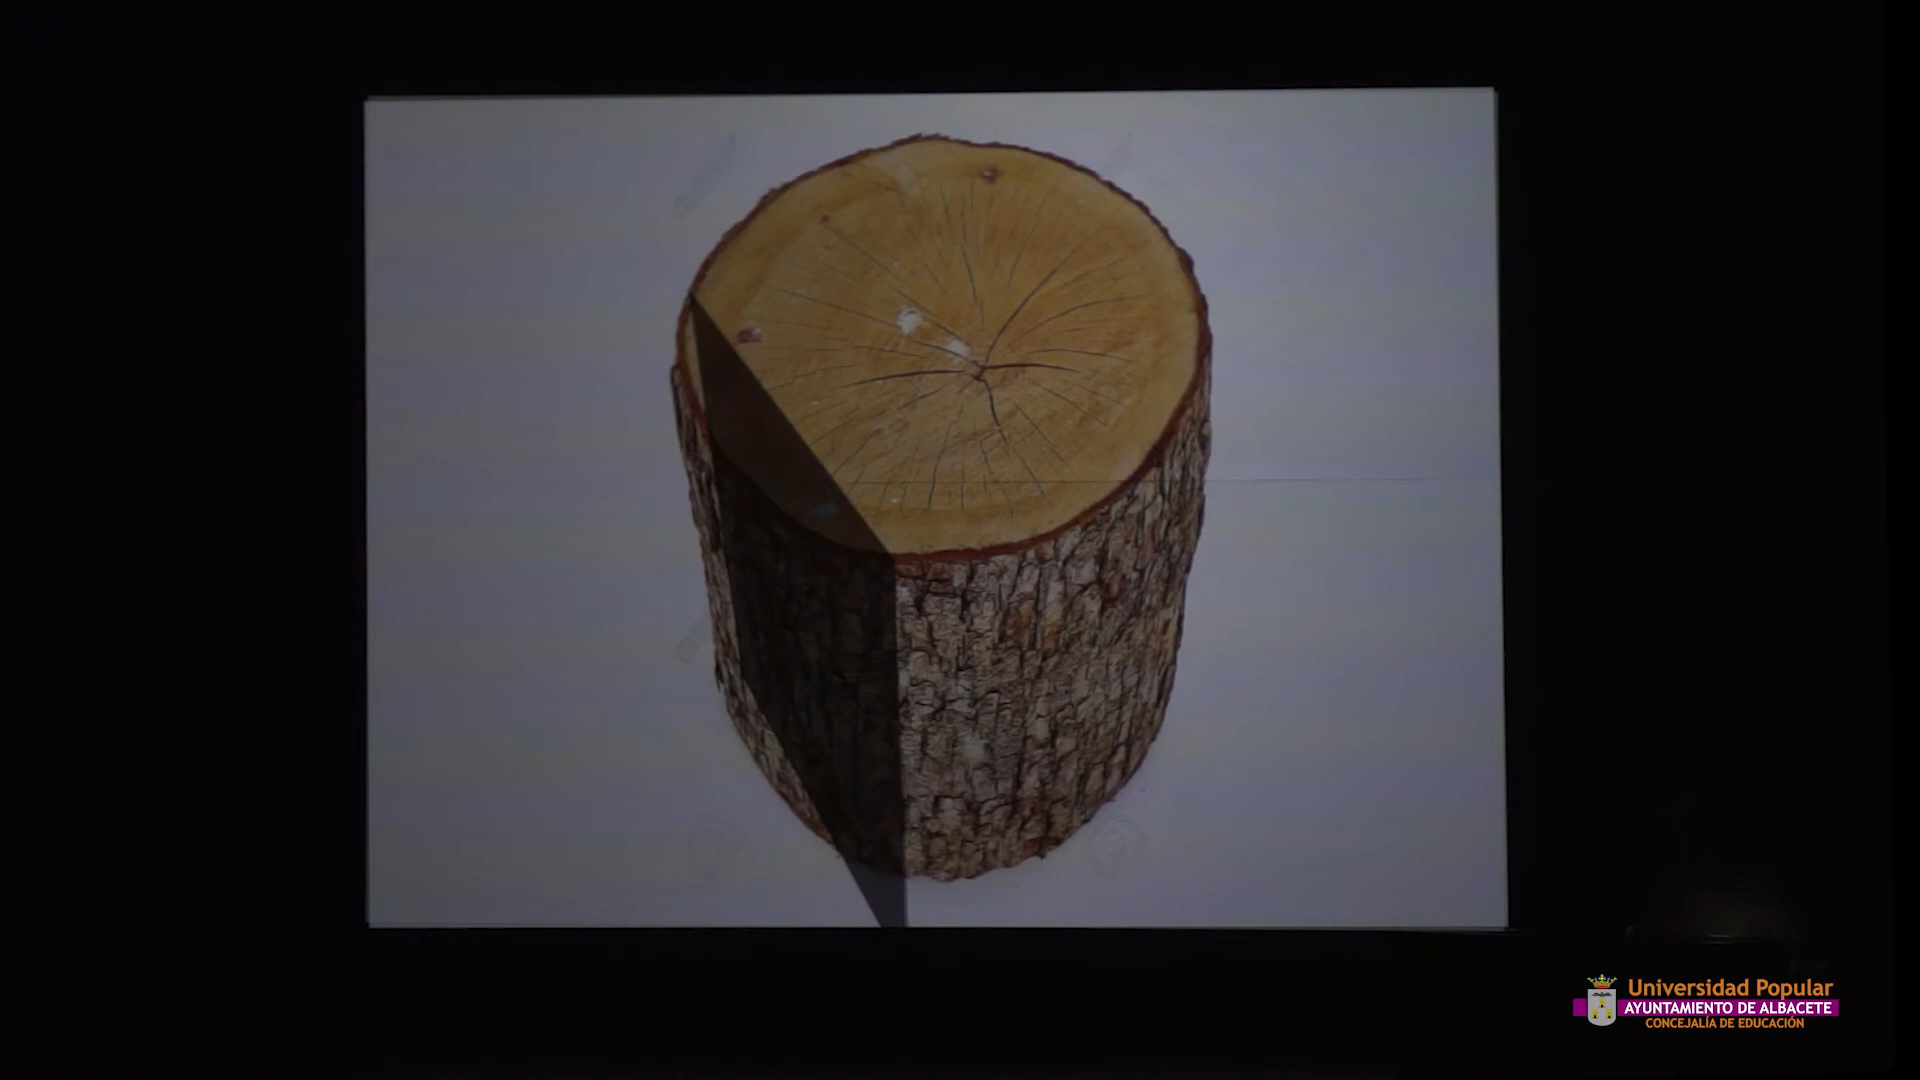 Universidad Popular
AYUNTAMIENTO DE ALBACETE
CONCEJALÍA DE EDUCACIÓN